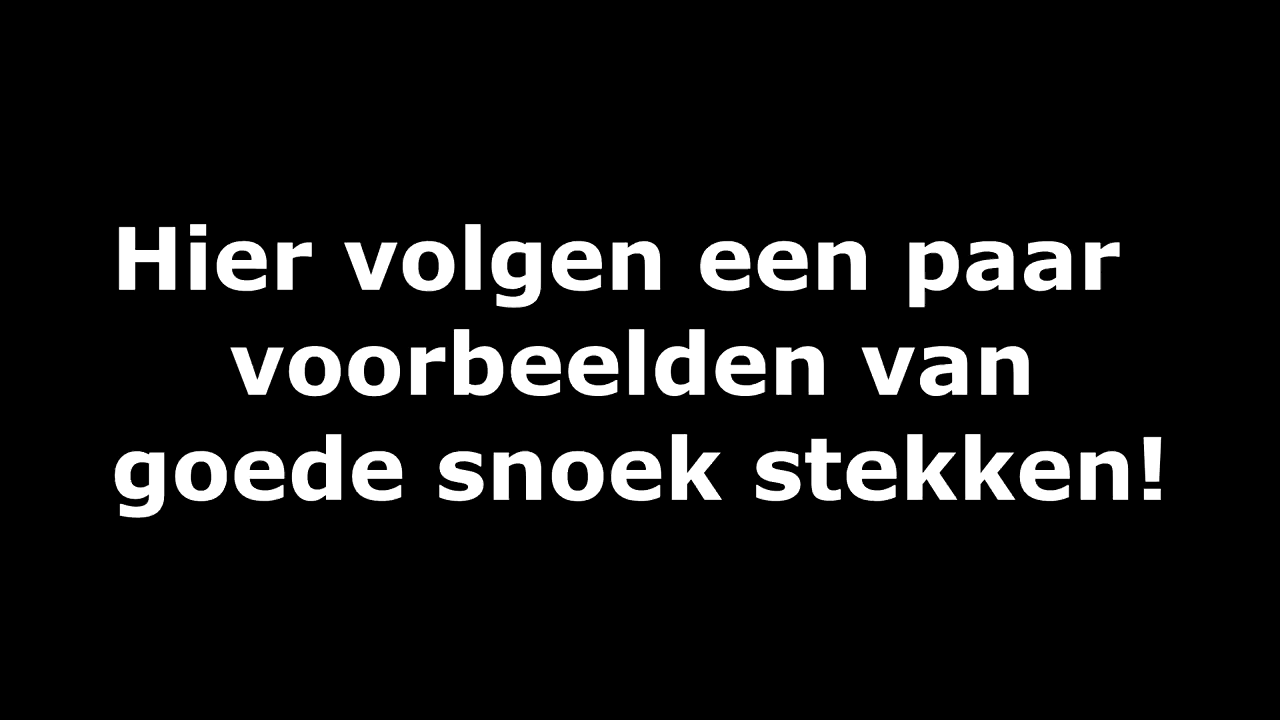 Hier volgen een paar
voorbeelden van
goede snoek stekken!